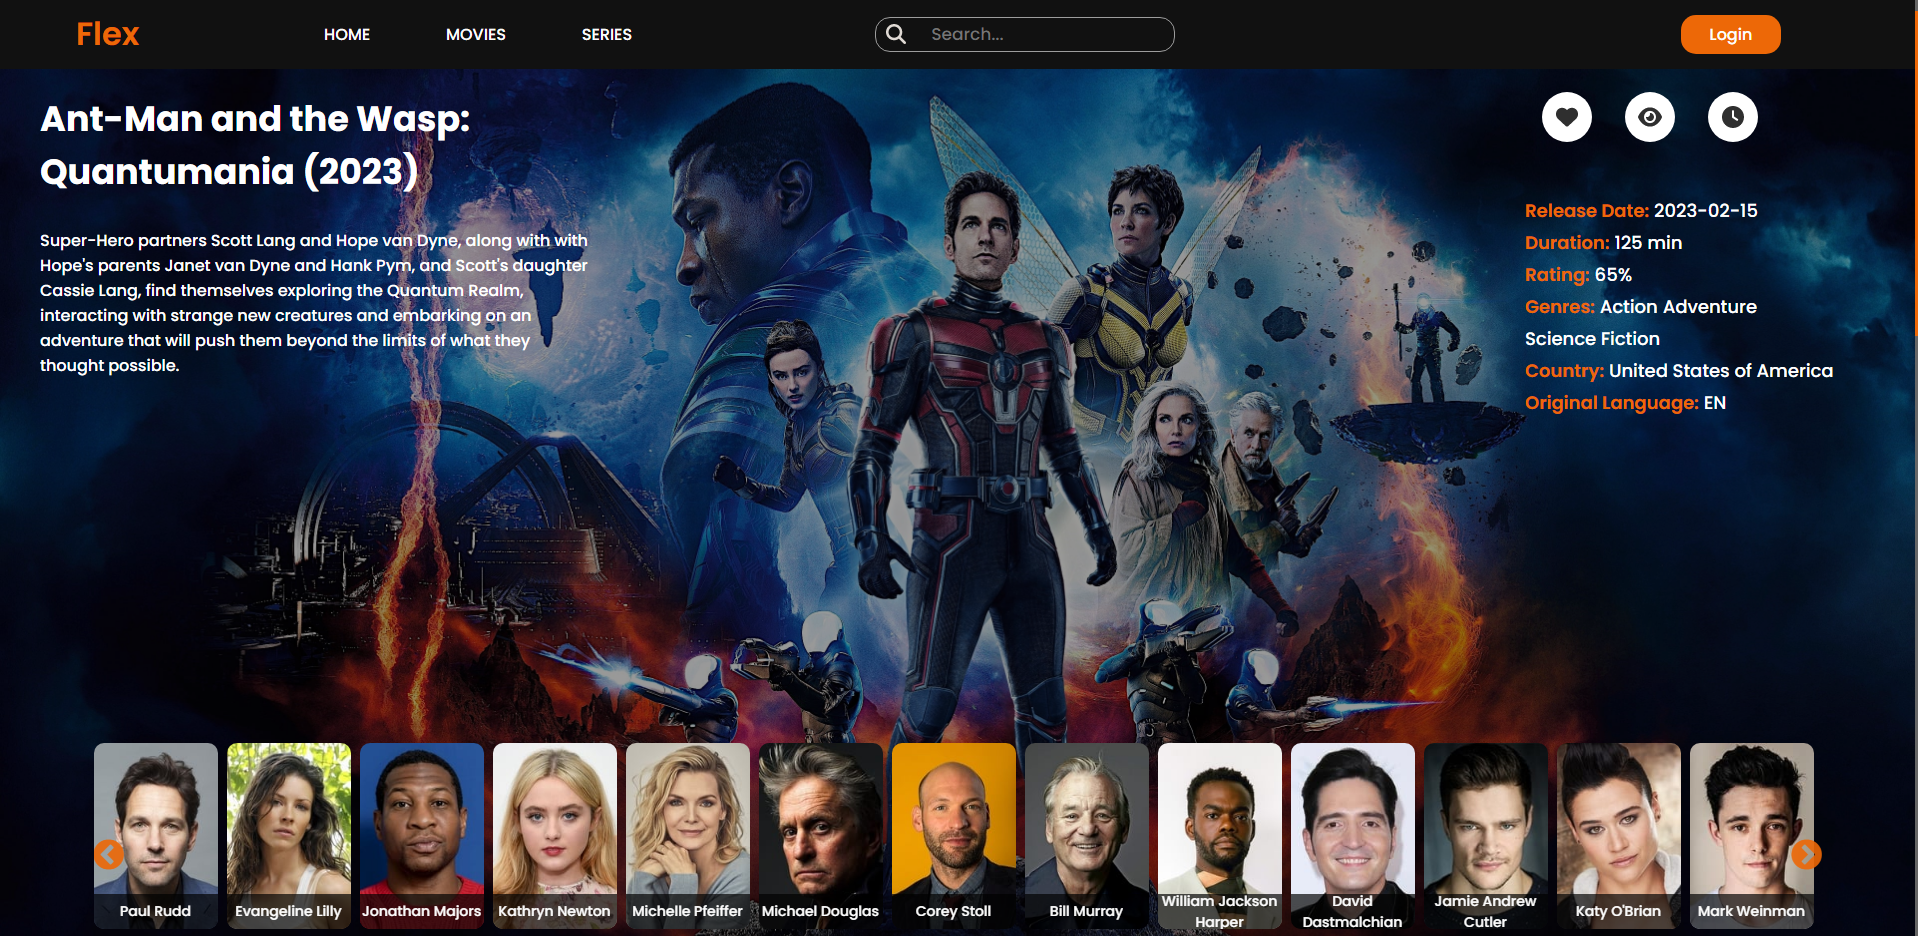 Flex
HOME
MOVIES
SERIES
Search...
Login
Ant-Man and the Wasp:
Quantumania (2023)
Super-Hero partners Scott Lang and Hope van Dyne, along with with
Hope's parents Janet van Dyne and Hank Pym, and Scott's daughter
Cassie Lang, find themselves exploring the Quantum Realm,
interacting with strange new creatures and embarking on an
adventure that will push them beyond the limits of what they
thought possible.
Release Date: 2023-02-15
Duration: 125 min
Rating: 65%
Genres: Action Adventure
Science Fiction
Country: United States of America
Original Language: EN
Paul Rudd
Evangeline Lilly
Jonathan Majors
Kathryn Newton
Michelle Pfeiffer
Michael Douglas
Corey Stoll
Bill Murray
William Jackson
Harper
David
Dastmalchian
Jamie Andrew
Cutler
Katy O'Brian
Mark Weinman